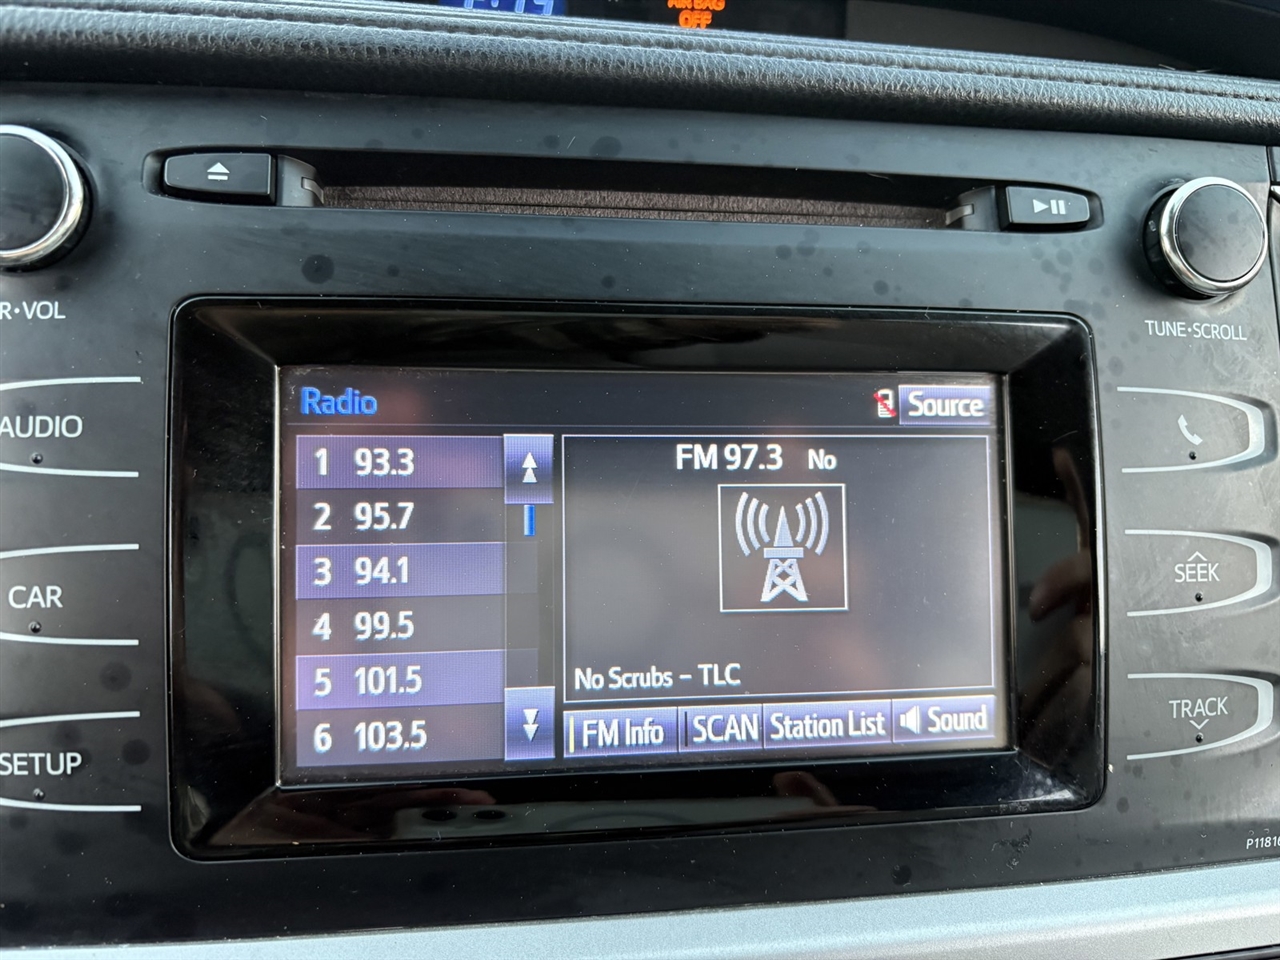 AIR BAG
OFF
R·VOL
TUNE·SCROLL
AUDIO
CAR
SETUP
Radio
Source
1 93.3
2 95.7
3 94.1
4 99.5
5 101.5
6 103.5
FM 97.3 No
No Scrubs - TLC
FM Info
SCAN
Station List
Sound
SEEK
TRACK